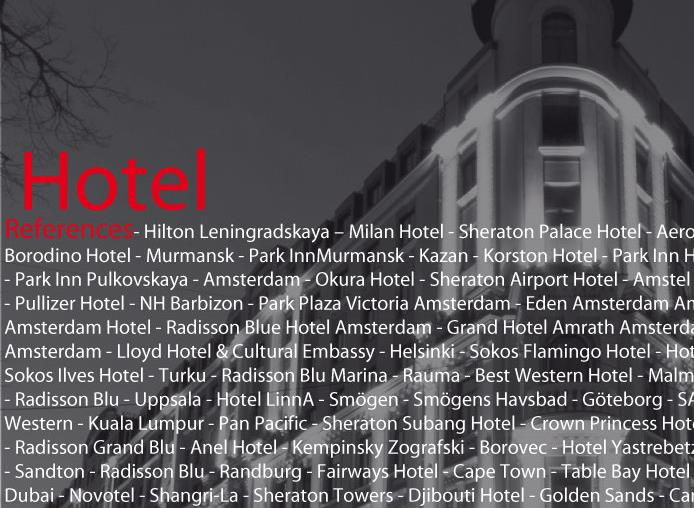 Hotel
References- Hilton Leningradskaya – Milan Hotel - Sheraton Palace Hotel - Aero
Borodino Hotel - Murmansk - Park InnMurmansk - Kazan - Korston Hotel - Park Inn H
- Park Inn Pulkovskaya - Amsterdam - Okura Hotel - Sheraton Airport Hotel - Amstel
- Pullizer Hotel - NH Barbizon - Park Plaza Victoria Amsterdam - Eden Amsterdam Am
Amsterdam Hotel - Radisson Blue Hotel Amsterdam - Grand Hotel Amrath Amsterda
Amsterdam - Lloyd Hotel & Cultural Embassy - Helsinki - Sokos Flamingo Hotel - Hot
Sokos Ilves Hotel - Turku - Radisson Blu Marina - Rauma - Best Western Hotel - Malm
- Radisson Blu - Uppsala - Hotel LinnA - Smögen - Smögens Havsbad - Göteborg - SA
Western - Kuala Lumpur - Pan Pacific - Sheraton Subang Hotel - Crown Princess Hot
- Radisson Grand Blu - Anel Hotel - Kempinsky Zografski - Borovec - Hotel Yastrebetz
- Sandton - Radisson Blu - Randburg - Fairways Hotel - Cape Town - Table Bay Hotel
Dubai - Novotel - Shangri-La - Sheraton Towers - Djibouti Hotel - Golden Sands - Car